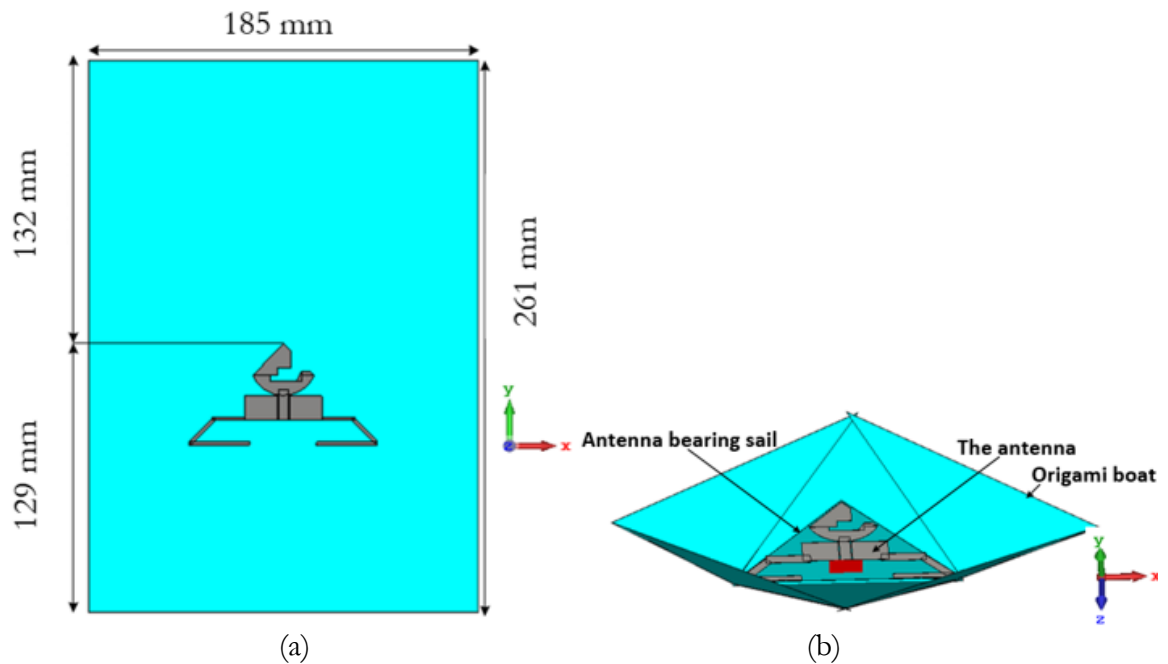 185 mm
132 mm
129 mm
261 mm
y
z
x
(a)
Antenna bearing sail
The antenna
Origami boat
y
x
z
(b)